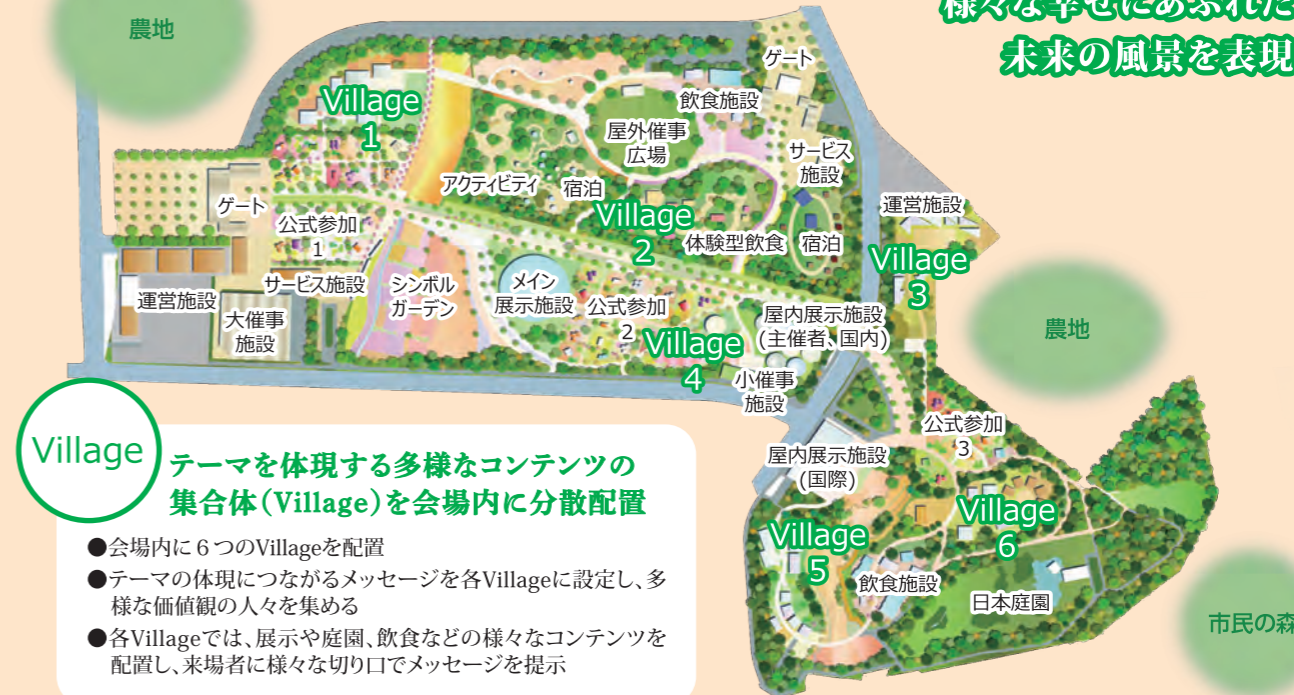 様々な幸せにあふれた
未来の風景を表現
農地
Village
1
ゲート
飲食施設
屋外催事
広場
サービス
施設
アクティビティ
宿泊
Village
2
体験型飲食
宿泊
運営施設
Village
3
ゲート
公式参加
1
サービス施設
運営施設
大催事
施設
シンボル
ガーデン
メイン
展示施設
公式参加
2
Village
4
屋内展示施設
(主催者、国内)
小催事
施設
農地
公式参加
3
屋内展示施設
(国際)
Village
5
Village
6
飲食施設
日本庭園
市民の森
Village
テーマを体現する多様なコンテンツの
集合体(Village)を会場内に分散配置
●会場内に6つのVillageを配置
●テーマの体現につながるメッセージを各Villageに設定し、多
様な価値観の人々を集める
●各Villageでは、展示や庭園、飲食などの様々なコンテンツを
配置し、来場者に様々な切り口でメッセージを提示